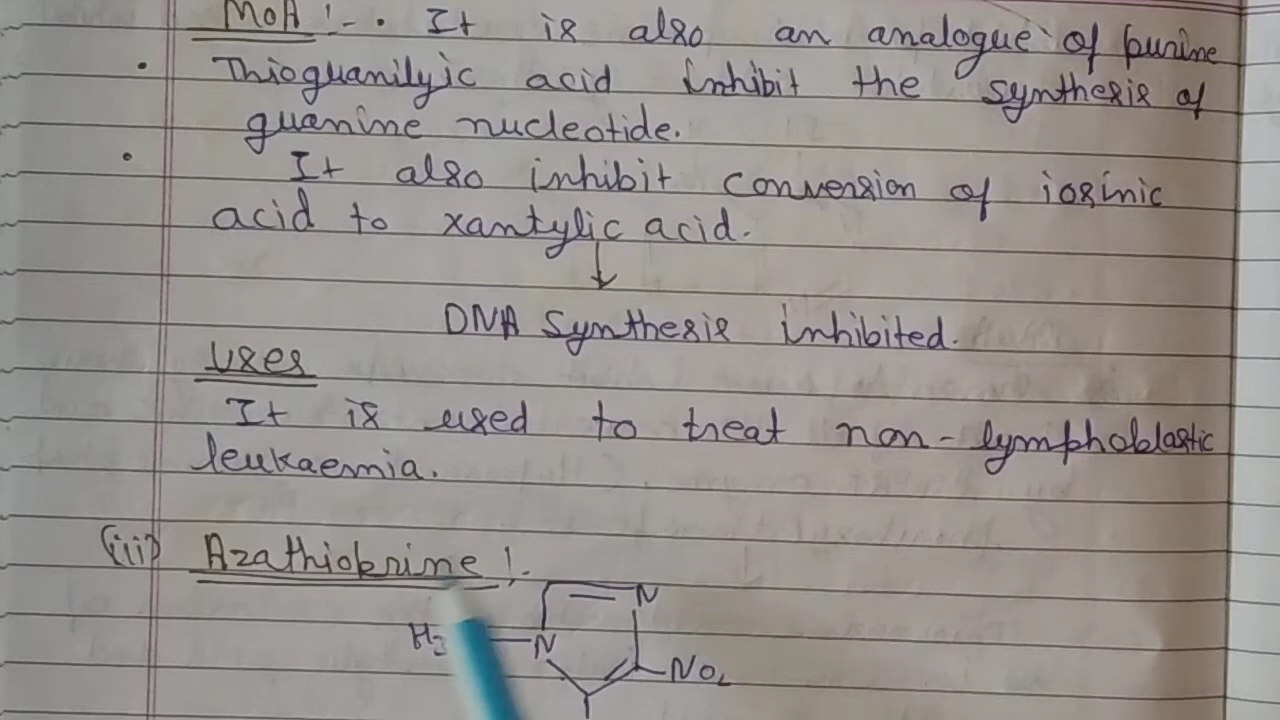 MOA :- • It is also an analogue of purine
• Thioguanilyic acid inhibit the synthesis of
guanine nucleotide.
• It also inhibit conversion of iosinic
acid to xantylic acid.
↓
DNA Synthesis inhibited.
Uses
It is used to treat non-lymphoblastic
leukaemia.
(iii) Azathioprine :-
N
H3 N
NO2